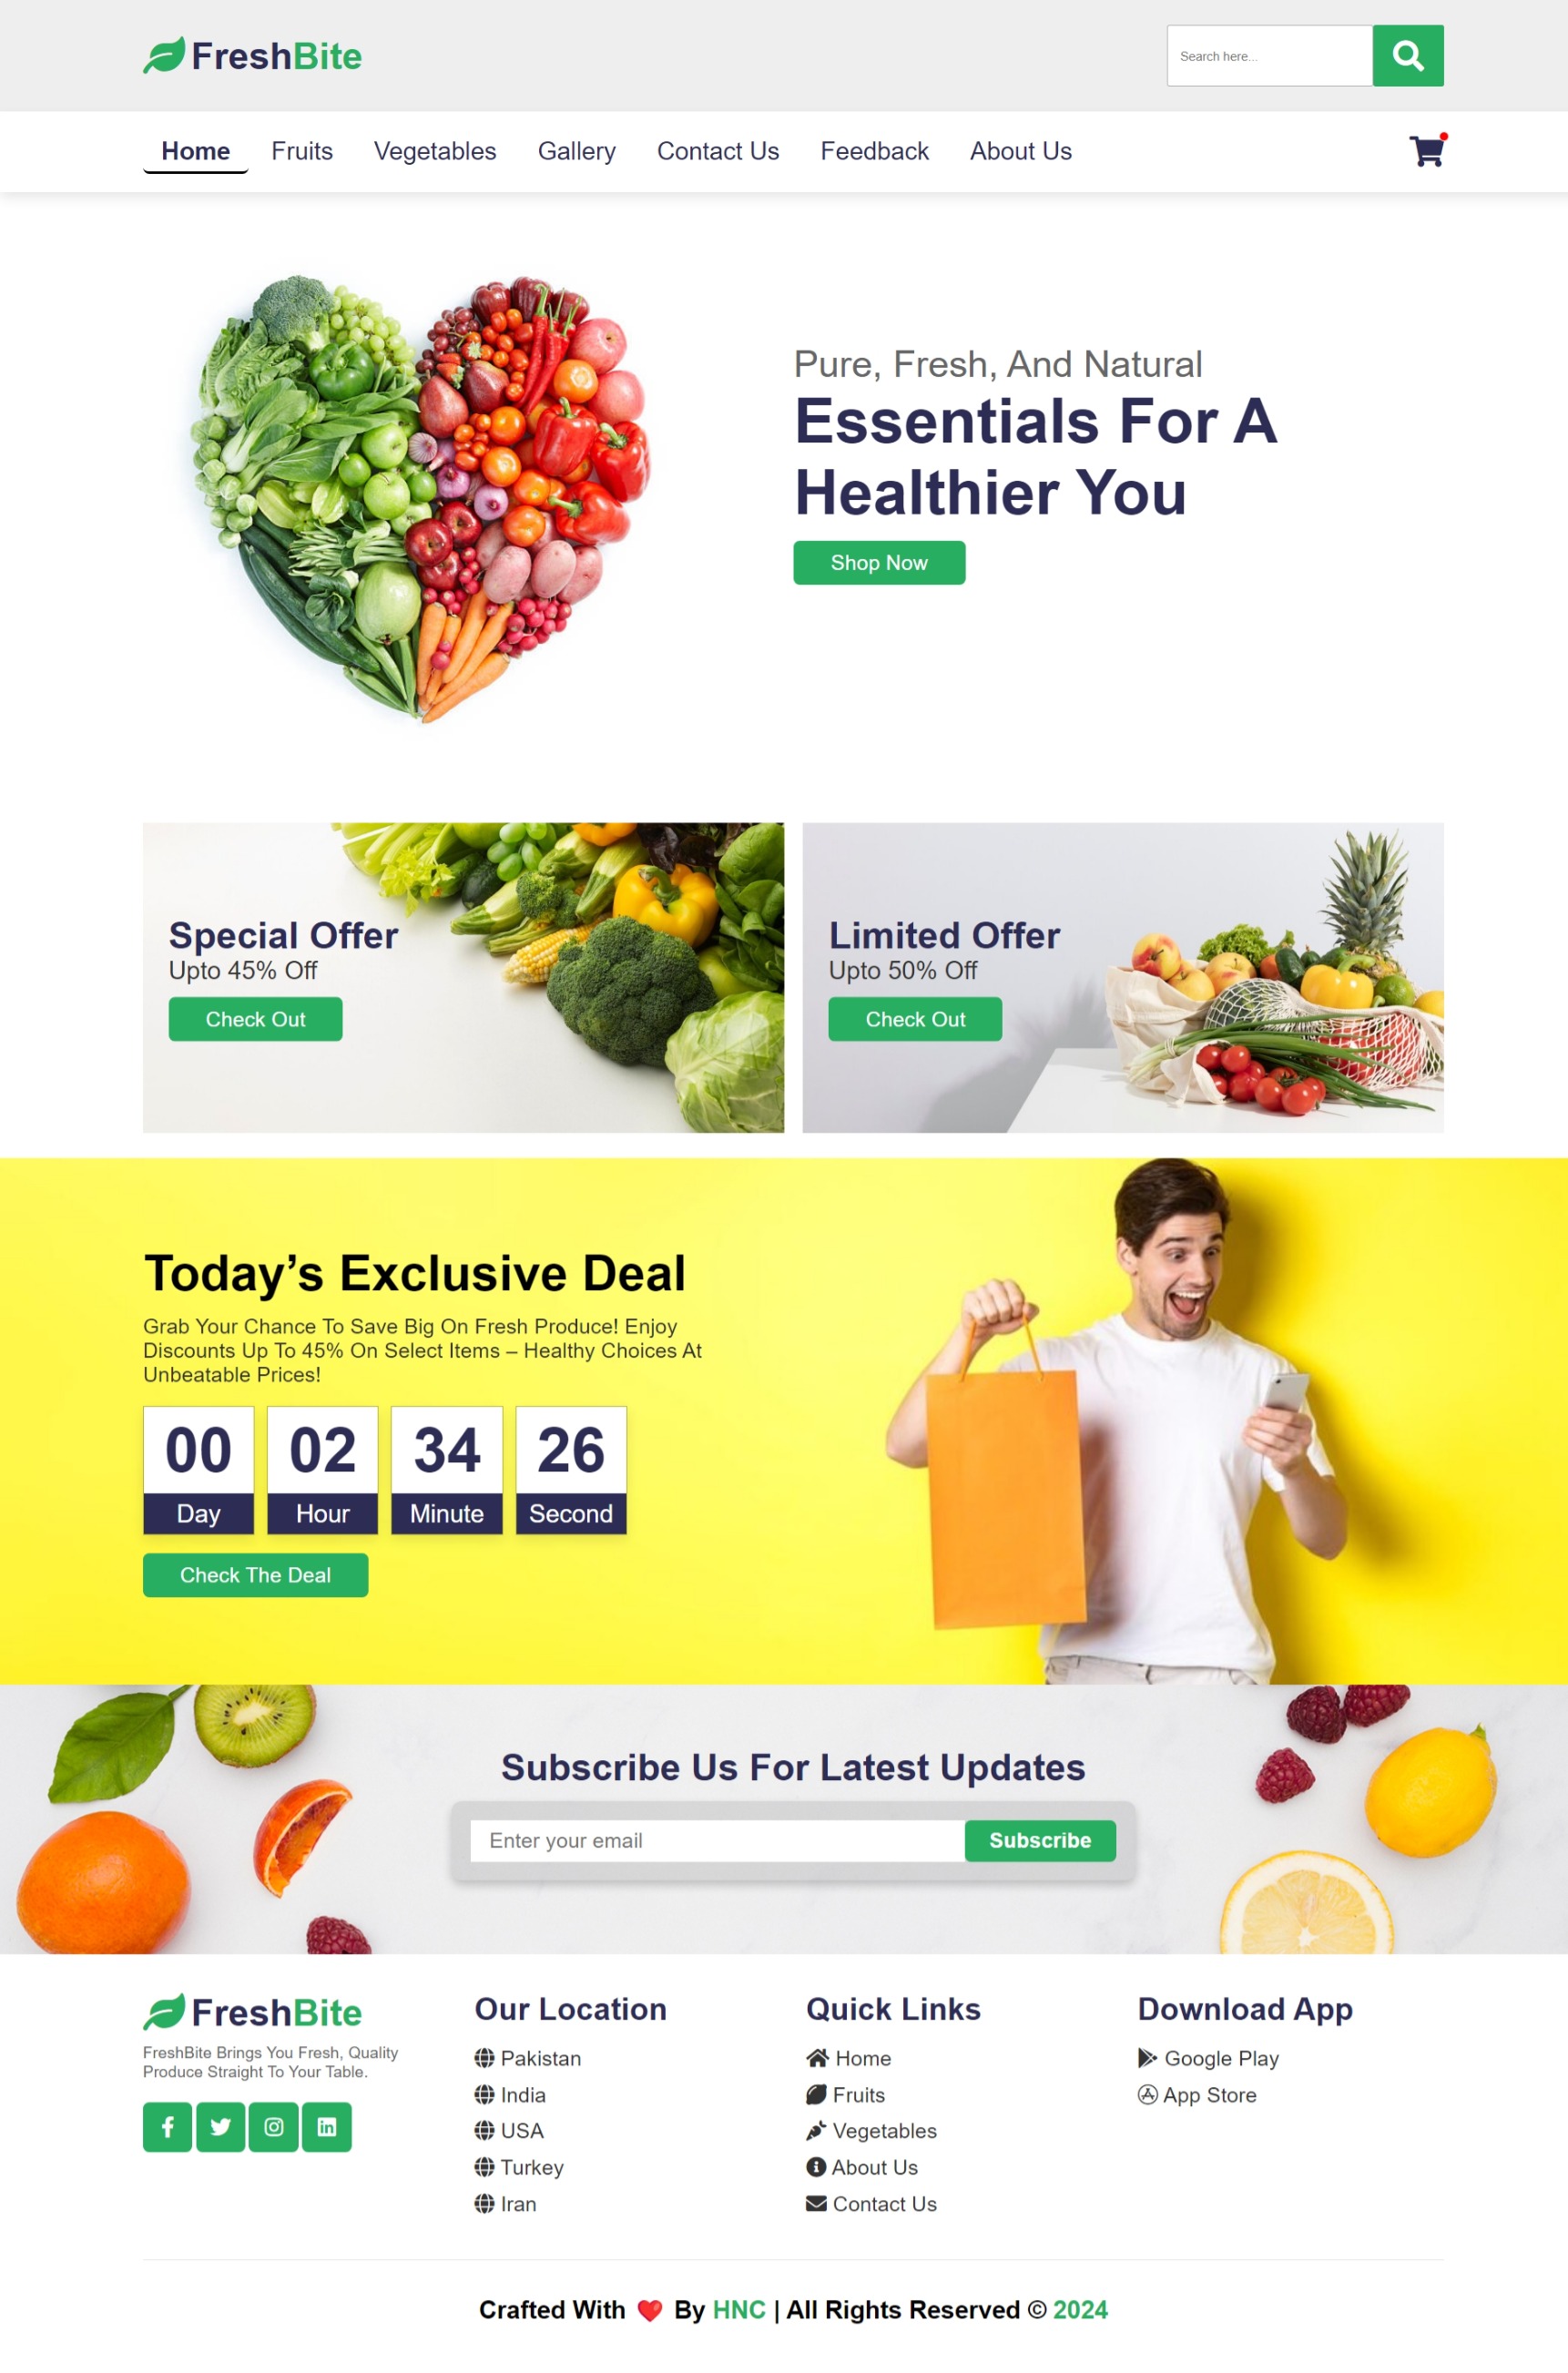 FreshBite
Search here...
Home Fruits Vegetables Gallery Contact Us Feedback About Us
Pure, Fresh, And Natural
Essentials For A
Healthier You
Shop Now
Special Offer
Upto 45% Off
Check Out
Limited Offer
Upto 50% Off
Check Out
Today’s Exclusive Deal
Grab Your Chance To Save Big On Fresh Produce! Enjoy
Discounts Up To 45% On Select Items – Healthy Choices At
Unbeatable Prices!
00 02 34 26
Day Hour Minute Second
Check The Deal
Subscribe Us For Latest Updates
Enter your email Subscribe
FreshBite
FreshBite Brings You Fresh, Quality
Produce Straight To Your Table.
Our Location
Pakistan
India
USA
Turkey
Iran
Quick Links
Home
Fruits
Vegetables
About Us
Contact Us
Download App
Google Play
App Store
Crafted With ❤️ By HNC | All Rights Reserved © 2024